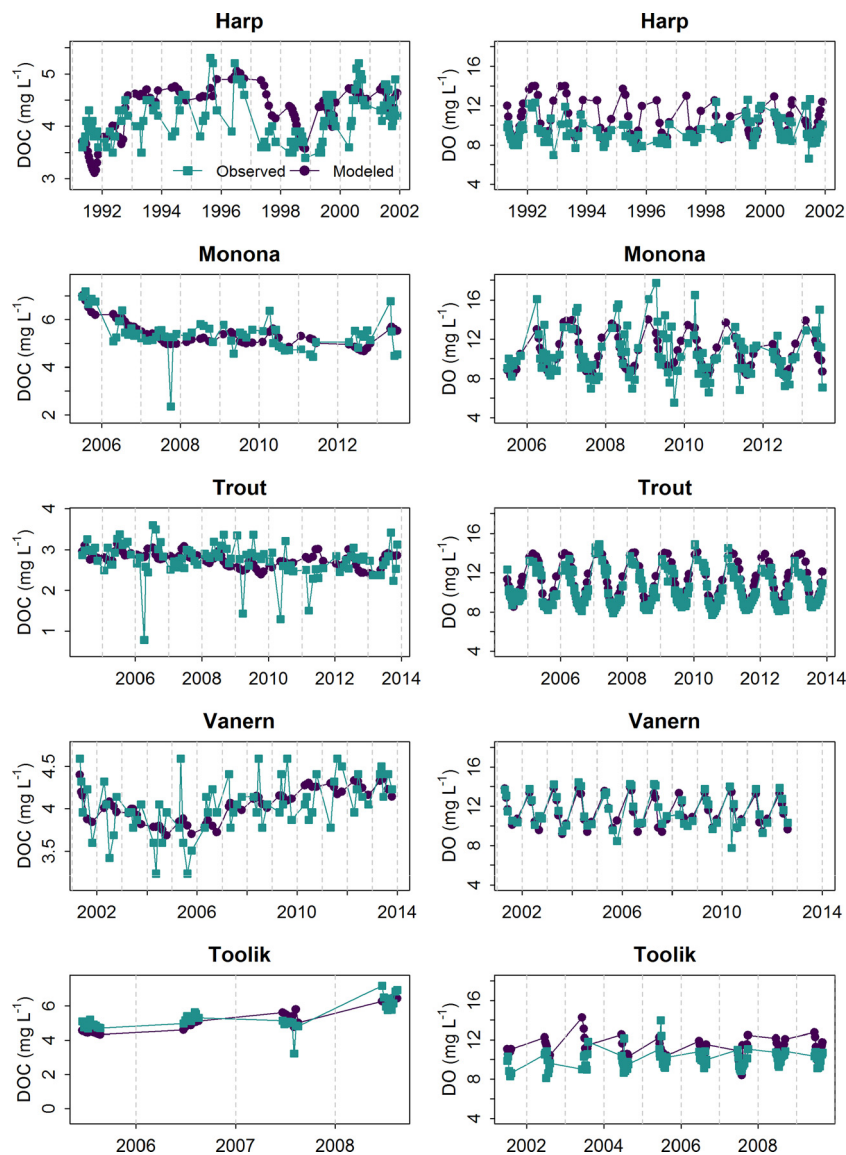 Harp
Harp
DOC (mg L⁻¹)
3 4 5
Observed Modeled
1992 1994 1996 1998 2000 2002
DO (mg L⁻¹)
4 8 12 16
1992 1994 1996 1998 2000 2002
Monona
Monona
DOC (mg L⁻¹)
2 4 6
2006 2008 2010 2012
DO (mg L⁻¹)
4 8 12 16
2006 2008 2010 2012
Trout
Trout
DOC (mg L⁻¹)
1 2 3 4
2006 2008 2010 2012 2014
DO (mg L⁻¹)
4 8 12 16
2006 2008 2010 2012 2014
Vanern
Vanern
DOC (mg L⁻¹)
3.5 4 4.5
2002 2006 2010 2014
DO (mg L⁻¹)
4 8 12 16
2002 2006 2010 2014
Toolik
Toolik
DOC (mg L⁻¹)
0 2 4 6
2006 2007 2008
DO (mg L⁻¹)
4 8 12 16
2002 2004 2006 2008